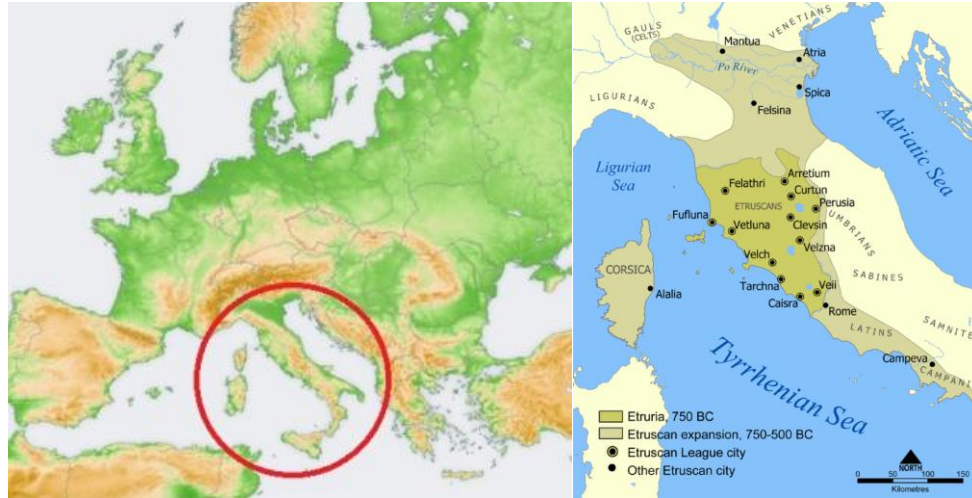 GAULS
(CELTS)
VENETIANS
Mantua
Atria
Po River
Spica
LIGURIANS
Felsina
Adriatic Sea
Ligurian
Sea
Arretium
Felathri
Curtun
ETRUSCANS
Perusia
Fufluna
Vetluna
Clevsin
UMBRIANS
Velzna
Velch
SABINES
CORSICA
Alalia
Tarchna
Veii
Caisra
Rome
LATINS
SAMNITE
Tyrrhenian Sea
Campeva
CAMPANI
Etruria, 750 BC
Etruscan expansion, 750-500 BC
Etruscan League city
Other Etruscan city
NORTH
0 50 100 150
Kilometres